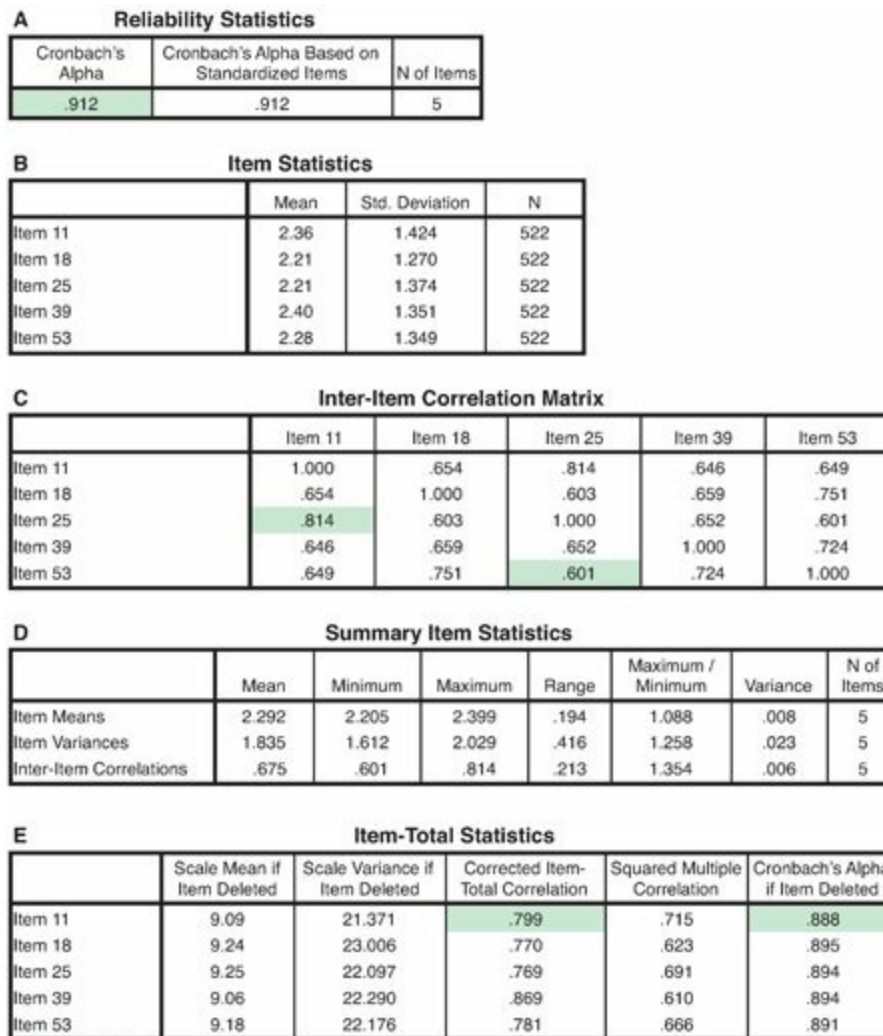 A Reliability Statistics
Cronbach's Alpha Cronbach's Alpha Based on Standardized Items N of Items
.912 .912 5
B Item Statistics
Mean Std. Deviation N
Item 11 2.36 1.424 522
Item 18 2.21 1.270 522
Item 25 2.21 1.374 522
Item 39 2.40 1.351 522
Item 53 2.28 1.349 522
C Inter-Item Correlation Matrix
Item 11 Item 18 Item 25 Item 39 Item 53
Item 11 1.000 .654 .814 .646 .649
Item 18 .654 1.000 .603 .659 .751
Item 25 .814 .603 1.000 .652 .601
Item 39 .646 .659 .652 1.000 .724
Item 53 .649 .751 .601 .724 1.000
D Summary Item Statistics
Mean Minimum Maximum Range Maximum / Minimum Variance N of Items
Item Means 2.292 2.205 2.399 .194 1.088 .008 5
Item Variances 1.835 1.612 2.029 .416 1.258 .023 5
Inter-Item Correlations .675 .601 .814 .213 1.354 .006 5
E Item-Total Statistics
Scale Mean if Item Deleted Scale Variance if Item Deleted Corrected Item-Total Correlation Squared Multiple Correlation Cronbach's Alpha if Item Deleted
Item 11 9.09 21.371 .799 .715 .888
Item 18 9.24 23.006 .770 .623 .895
Item 25 9.25 22.097 .769 .691 .894
Item 39 9.06 22.290 .869 .610 .894
Item 53 9.18 22.176 .781 .666 .891